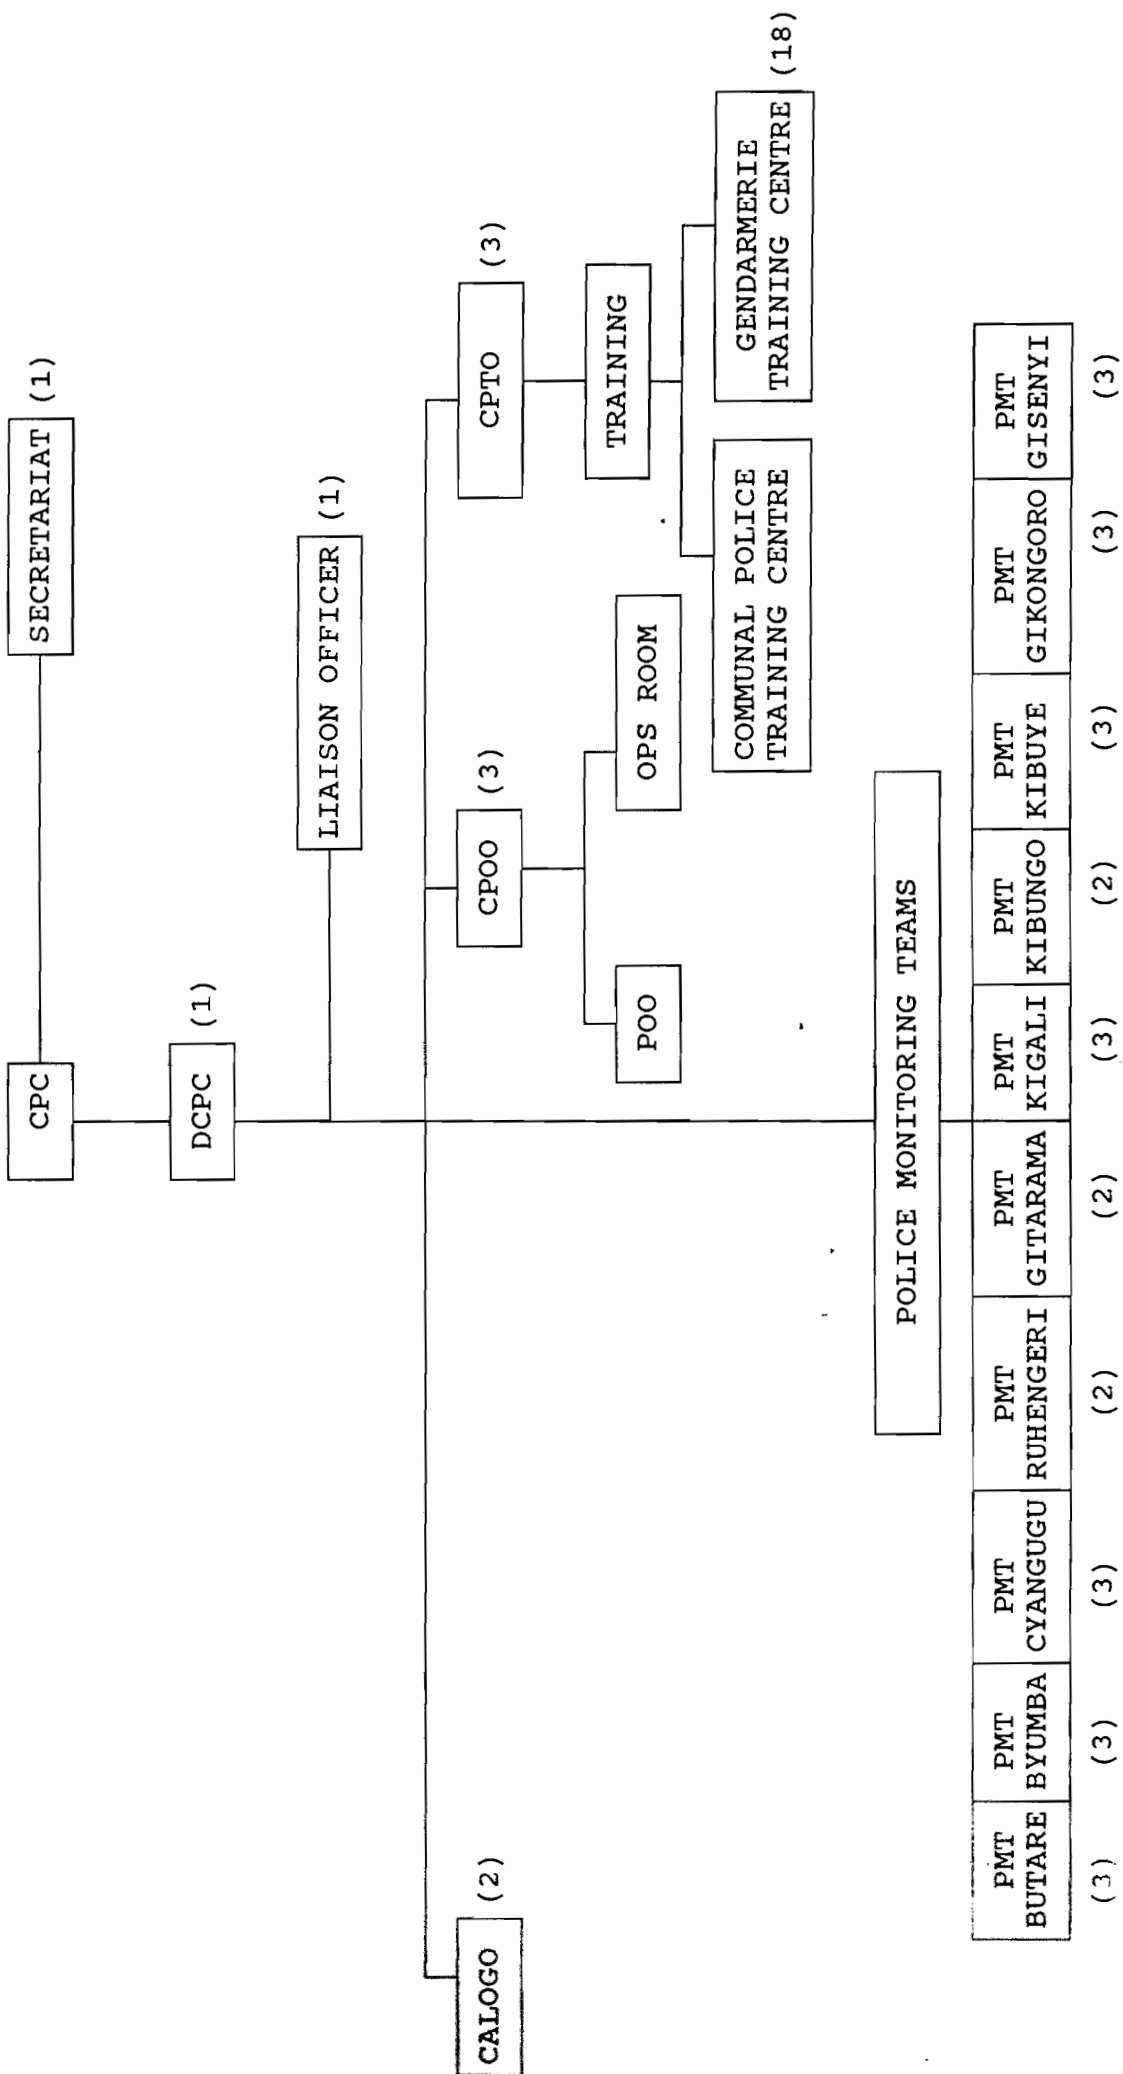 CPC
SECRETARIAT (1)
DCPC (1)
LIAISON OFFICER (1)
CALOGO (2)
CPOO (3)
CPTO (3)
POO
OPS ROOM
TRAINING
COMMUNAL POLICE
TRAINING CENTRE
GENDARMERIE
TRAINING CENTRE (18)
POLICE MONITORING TEAMS
PMT
BUTARE
(3)
PMT
BYUMBA
(3)
PMT
CYANGUGU
(3)
PMT
RUHENGERI
(2)
PMT
GITARAMA
(2)
PMT
KIGALI
(3)
PMT
KIBUNGO
(2)
PMT
KIBUYE
(3)
PMT
GIKONGORO
(3)
PMT
GISENYI
(3)